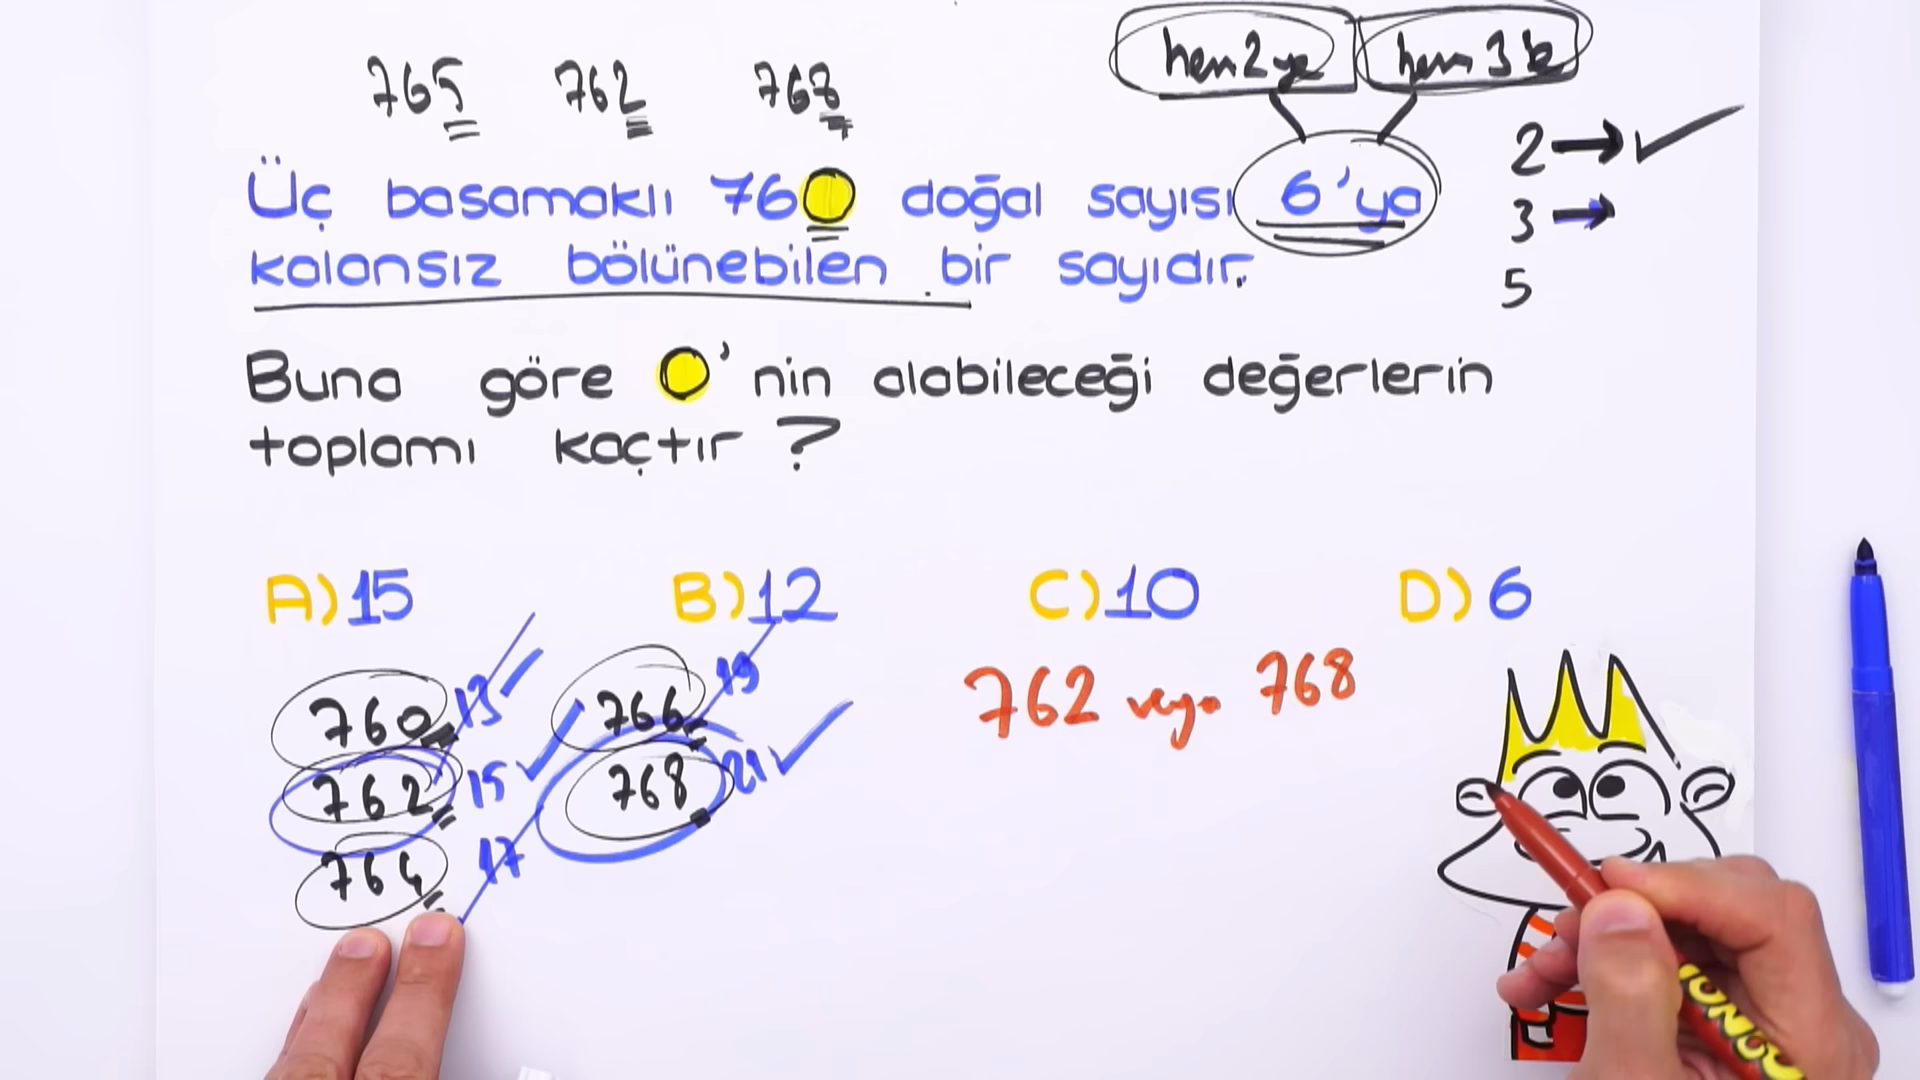 765 762 768
hem 2 ye hem 3 e
2 → ✓
Üç basamaklı 76 doğal sayısı 6'ya
3 →
kalansız bölünebilen bir sayıdır.
5
Buna göre 'nin alabileceği değerlerin
toplamı kaçtır?
A) 15 B) 12 C) 10 D) 6
760 13 766 19 762 veya 768
762 15 768 21
764 17